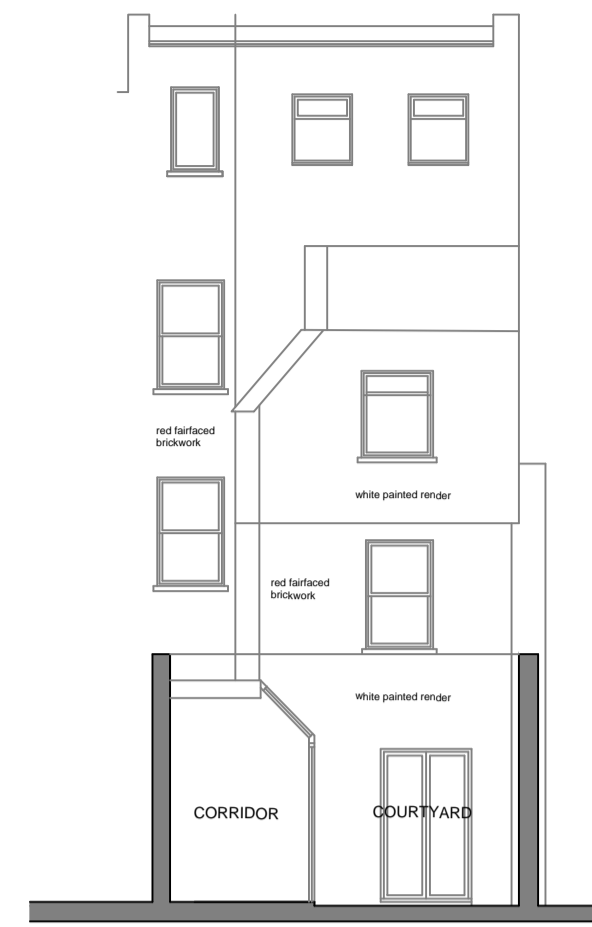 red fairfaced
brickwork
white painted render
red fairfaced
brickwork
white painted render
CORRIDOR
COURTYARD